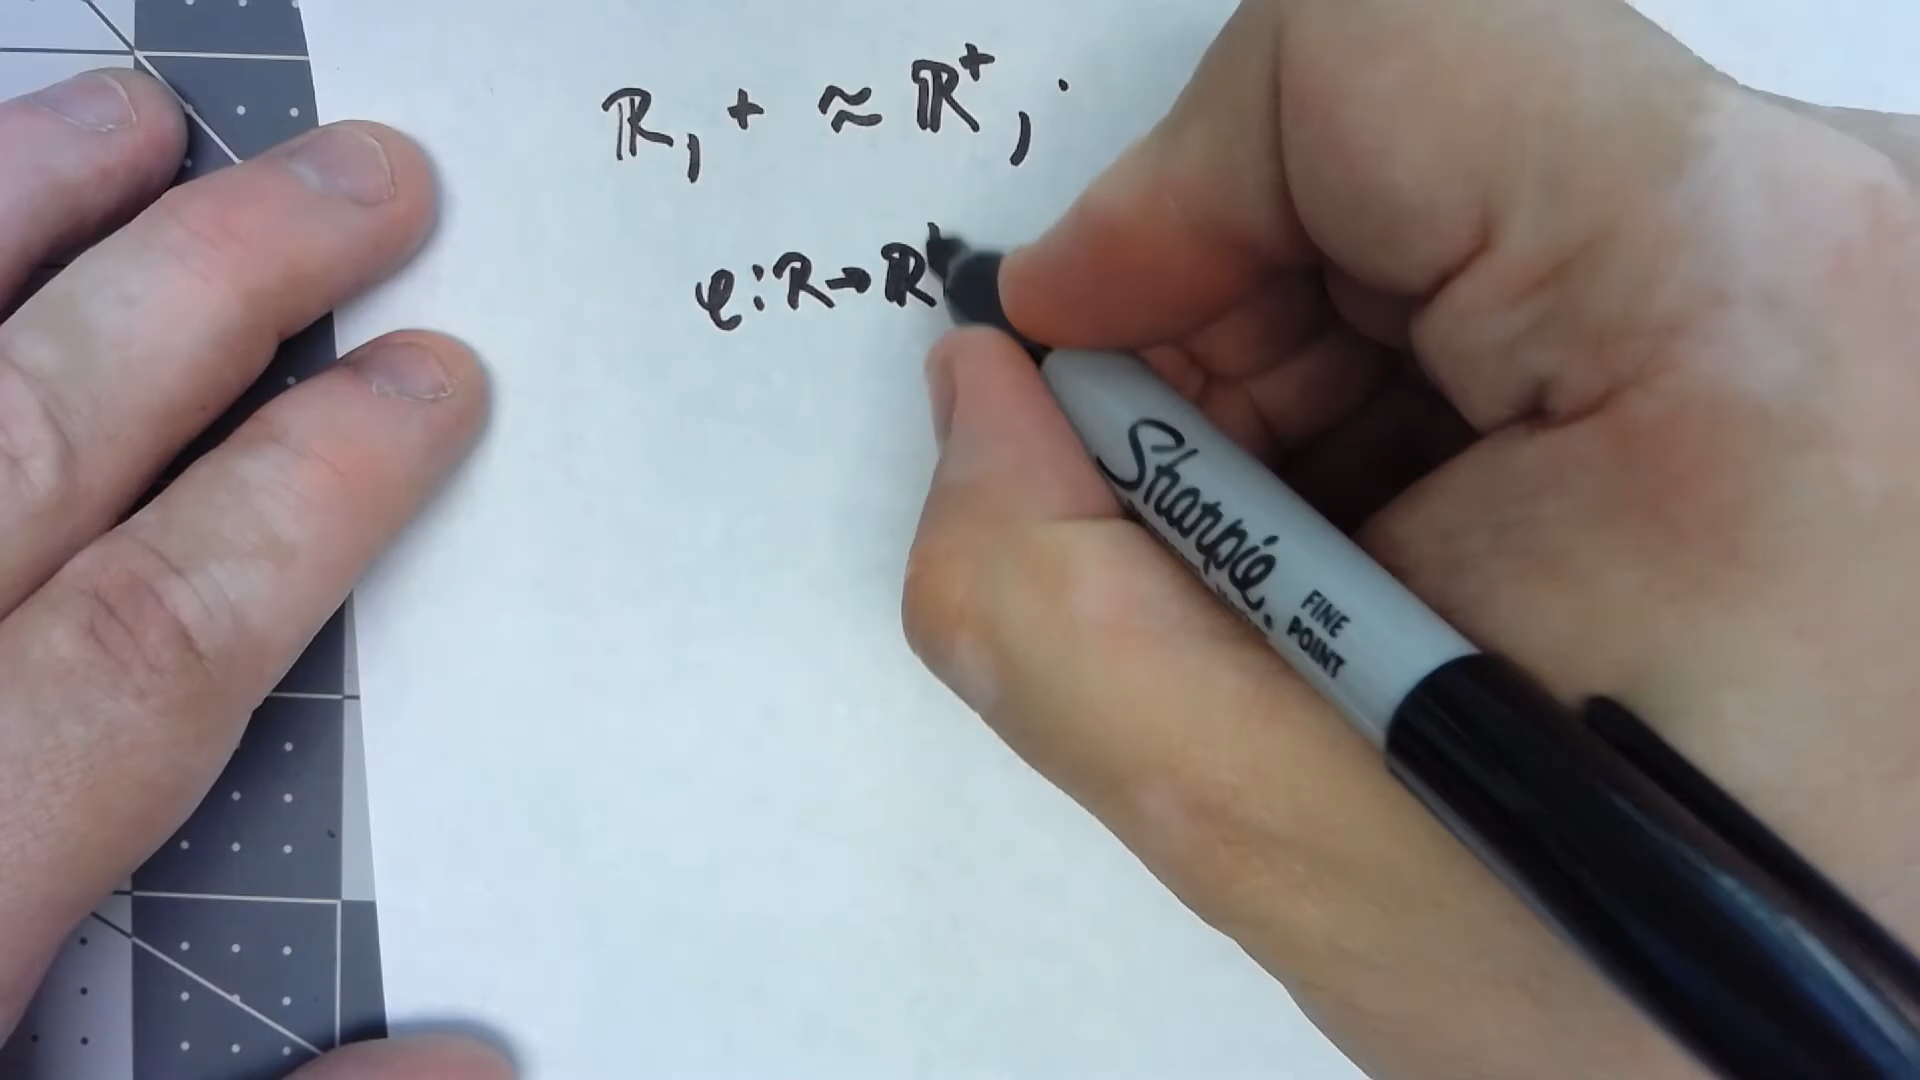 ℝ, + ≈ ℝ⁺, ·
φ: ℝ → ℝ
Sharpie.
FINE
POINT